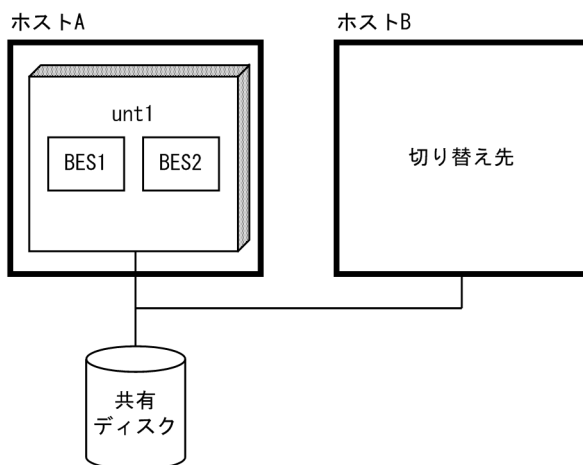 ホストA
ホストB
unt1
BES1
BES2
切り替え先
共有
ディスク